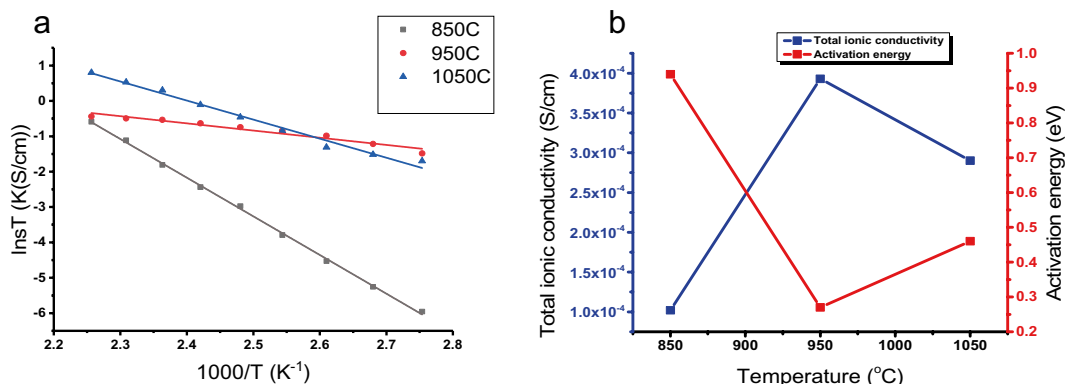 a
850C
950C
1050C
1
0
-1
-2
-3
-4
-5
-6
lnsT (K(S/cm))
2.2 2.3 2.4 2.5 2.6 2.7 2.8
1000/T (K⁻¹)
b
Total ionic conductivity
Activation energy
4.0x10⁻⁴
3.5x10⁻⁴
3.0x10⁻⁴
2.5x10⁻⁴
2.0x10⁻⁴
1.5x10⁻⁴
1.0x10⁻⁴
Total ionic conductivity (S/cm)
1.0
0.9
0.8
0.7
0.6
0.5
0.4
0.3
0.2
Activation energy (eV)
850 900 950 1000 1050
Temperature (°C)